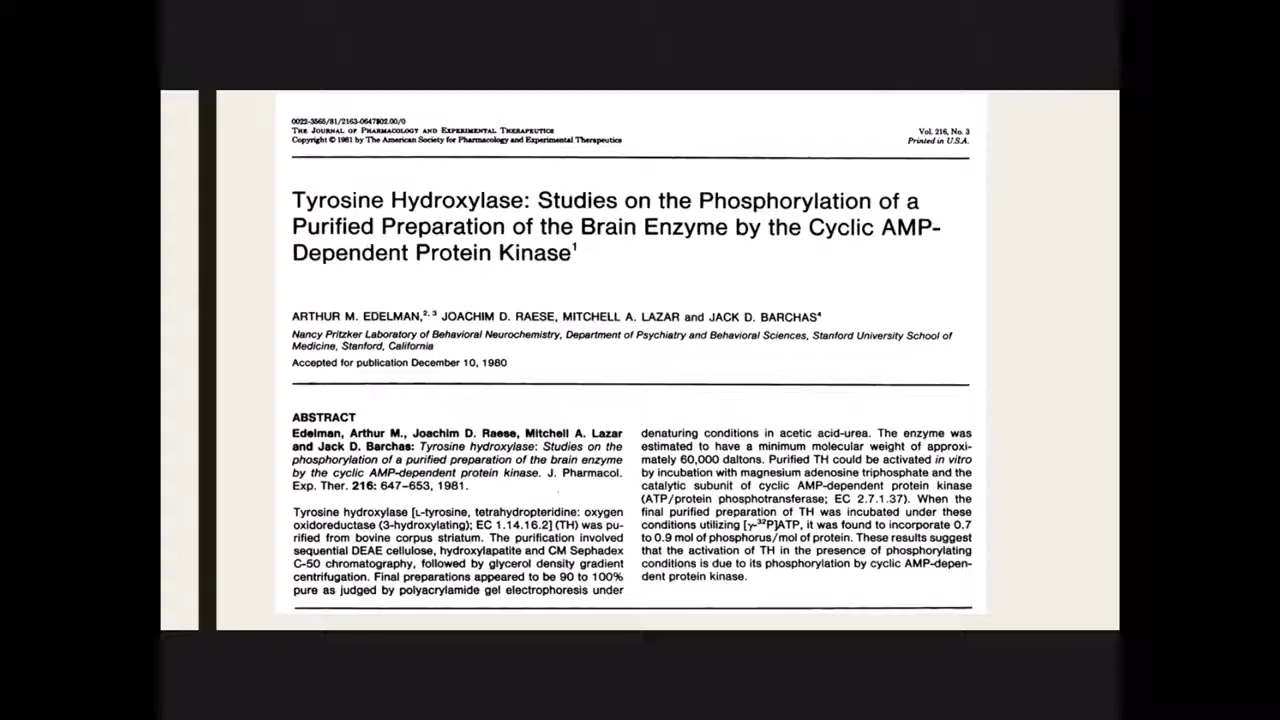 0022-3565/81/2163-0647$02.00/0
THE JOURNAL OF PHARMACOLOGY AND EXPERIMENTAL THERAPEUTICS
Copyright © 1981 by The American Society for Pharmacology and Experimental Therapeutics
Vol. 216, No. 3
Printed in U.S.A.
Tyrosine Hydroxylase: Studies on the Phosphorylation of a
Purified Preparation of the Brain Enzyme by the Cyclic AMP-
Dependent Protein Kinase¹
ARTHUR M. EDELMAN,²,³ JOACHIM D. RAESE, MITCHELL A. LAZAR and JACK D. BARCHAS⁴
Nancy Pritzker Laboratory of Behavioral Neurochemistry, Department of Psychiatry and Behavioral Sciences, Stanford University School of
Medicine, Stanford, California
Accepted for publication December 10, 1980
ABSTRACT
Edelman, Arthur M., Joachim D. Raese, Mitchell A. Lazar
and Jack D. Barchas: Tyrosine hydroxylase: Studies on the
phosphorylation of a purified preparation of the brain enzyme
by the cyclic AMP-dependent protein kinase. J. Pharmacol.
Exp. Ther. 216: 647–653, 1981.
Tyrosine hydroxylase [L-tyrosine, tetrahydropteridine: oxygen
oxidoreductase (3-hydroxylating); EC 1.14.16.2] (TH) was pu-
rified from bovine corpus striatum. The purification involved
sequential DEAE cellulose, hydroxylapatite and CM Sephadex
C-50 chromatography, followed by glycerol density gradient
centrifugation. Final preparations appeared to be 90 to 100%
pure as judged by polyacrylamide gel electrophoresis under
denaturing conditions in acetic acid-urea. The enzyme was
estimated to have a minimum molecular weight of approxi-
mately 60,000 daltons. Purified TH could be activated in vitro
by incubation with magnesium adenosine triphosphate and the
catalytic subunit of cyclic AMP-dependent protein kinase
(ATP/protein phosphotransferase; EC 2.7.1.37). When the
final purified preparation of TH was incubated under these
conditions utilizing [γ-³²P]ATP, it was found to incorporate 0.7
to 0.9 mol of phosphorus/mol of protein. These results suggest
that the activation of TH in the presence of phosphorylating
conditions is due to its phosphorylation by cyclic AMP-depen-
dent protein kinase.